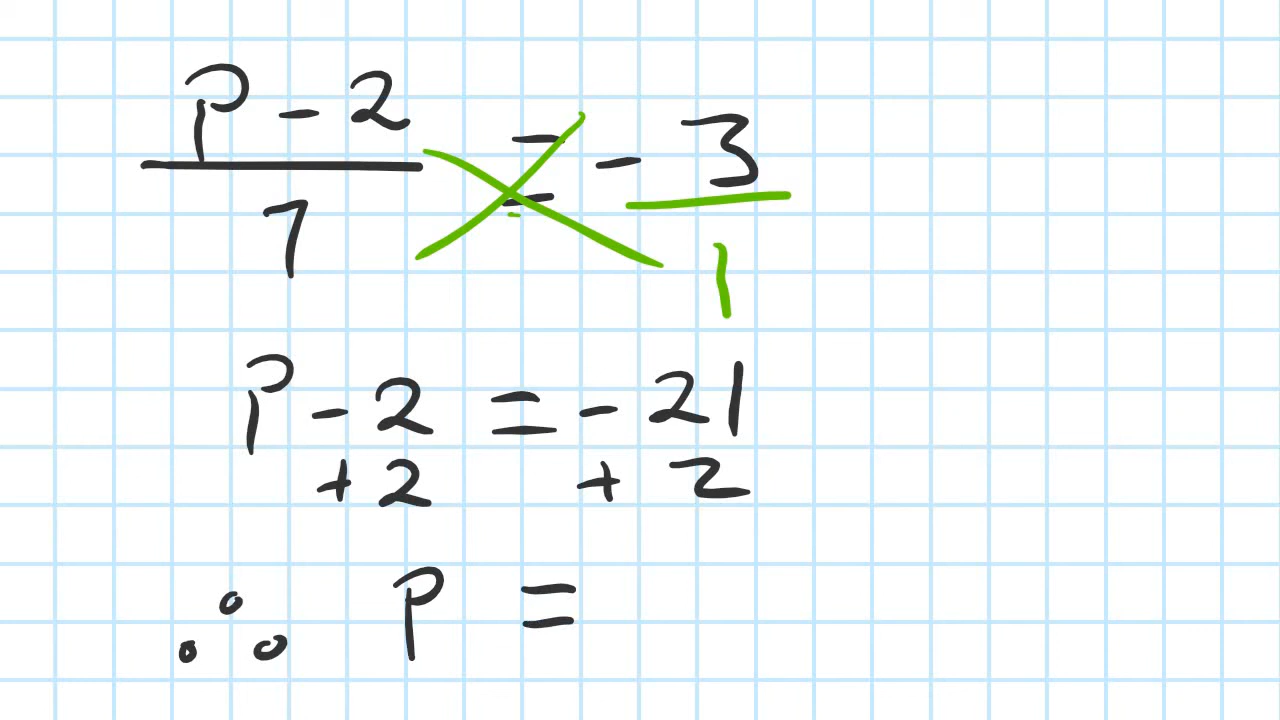 P - 2
7
= - 3
1
P - 2 = - 21
+ 2 + 2
∴ P =